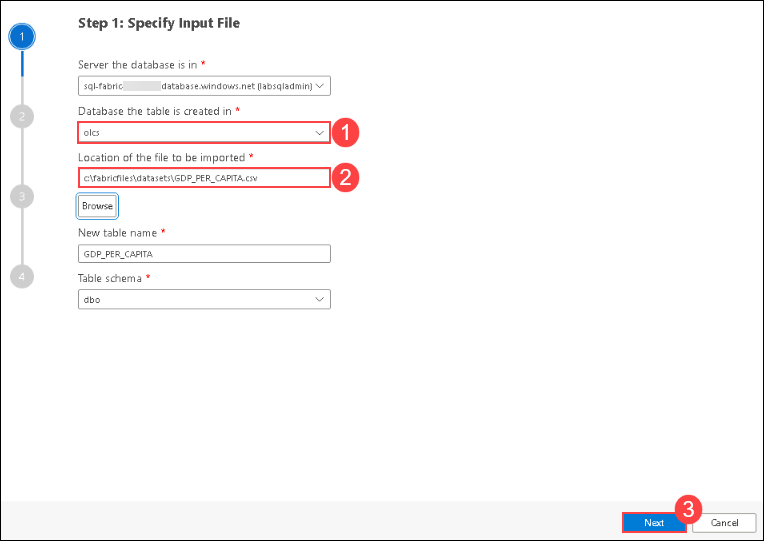 Step 1: Specify Input File
1
Server the database is in *
sql-fabric database.windows.net (labsqladmin)
2
Database the table is created in *
olcs
1
Location of the file to be imported *
c:\fabricfiles\datasets\GDP_PER_CAPITA.csv
2
3
Browse
New table name *
GDP_PER_CAPITA
4
Table schema *
dbo
3
Next
Cancel